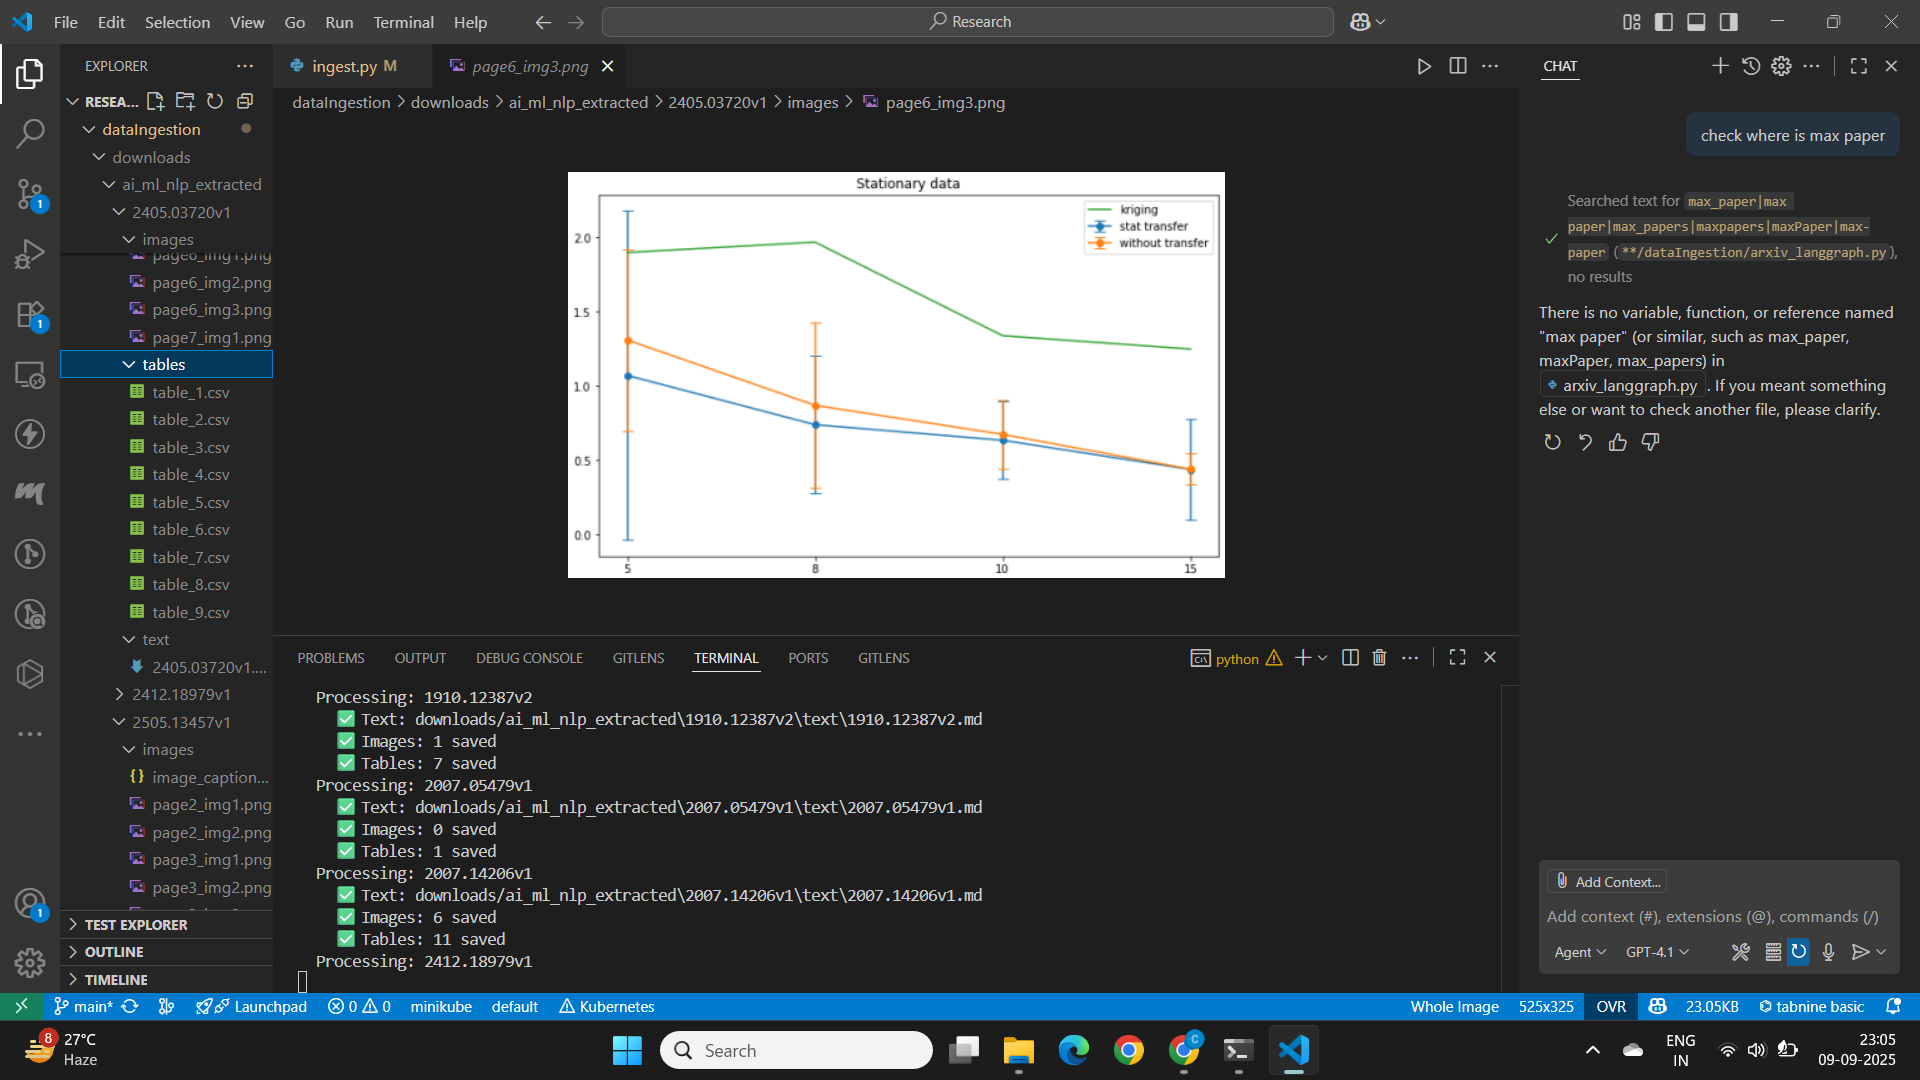 File Edit Selection View Go Run Terminal Help
Research
EXPLORER
RESEA...
dataIngestion
downloads
ai_ml_nlp_extracted
2405.03720v1
images
page6_img1.png
page6_img2.png
page6_img3.png
page7_img1.png
tables
table_1.csv
table_2.csv
table_3.csv
table_4.csv
table_5.csv
table_6.csv
table_7.csv
table_8.csv
table_9.csv
text
2405.03720v1....
2412.18979v1
2505.13457v1
images
image_caption...
page2_img1.png
page2_img2.png
page3_img1.png
page3_img2.png
TEST EXPLORER
OUTLINE
TIMELINE
1
1
1
ingest.py M
page6_img3.png
dataIngestion > downloads > ai_ml_nlp_extracted > 2405.03720v1 > images > page6_img3.png
Stationary data
kriging
stat transfer
without transfer
2.0
1.5
1.0
0.5
0.0
5 8 10 15
PROBLEMS OUTPUT DEBUG CONSOLE GITLENS TERMINAL PORTS GITLENS
python
Processing: 1910.12387v2
Text: downloads/ai_ml_nlp_extracted\1910.12387v2\text\1910.12387v2.md
Images: 1 saved
Tables: 7 saved
Processing: 2007.05479v1
Text: downloads/ai_ml_nlp_extracted\2007.05479v1\text\2007.05479v1.md
Images: 0 saved
Tables: 1 saved
Processing: 2007.14206v1
Text: downloads/ai_ml_nlp_extracted\2007.14206v1\text\2007.14206v1.md
Images: 6 saved
Tables: 11 saved
Processing: 2412.18979v1
CHAT
check where is max paper
Searched text for max_paper|max
paper|max_papers|maxpapers|maxPaper|max-
paper (**/dataIngestion/arxiv_langgraph.py),
no results
There is no variable, function, or reference named
"max paper" (or similar, such as max_paper,
maxPaper, max_papers) in
arxiv_langgraph.py . If you meant something
else or want to check another file, please clarify.
Add Context...
Add context (#), extensions (@), commands (/)
Agent GPT-4.1
main* Launchpad 0 0 minikube default Kubernetes
Whole Image 525x325 OVR 23.05KB tabnine basic
8
27°C
Haze
Search
C
ENG
IN
23:05
09-09-2025